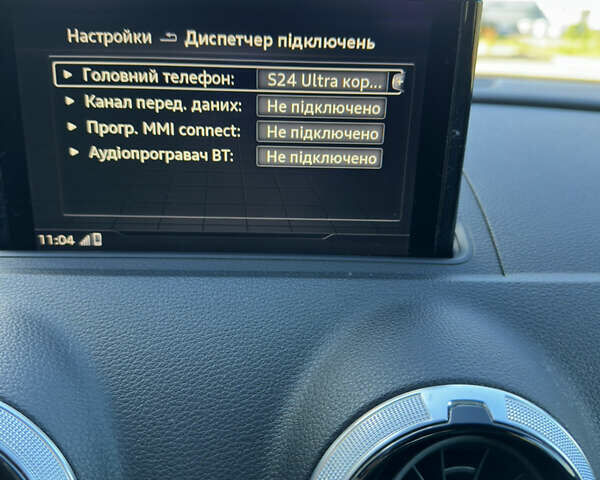 Настройки Диспетчер підключень
Головний телефон: S24 Ultra кор...
Канал перед. даних: Не підключено
Прогр. MMI connect: Не підключено
Аудіопрогравач BT: Не підключено
11:04